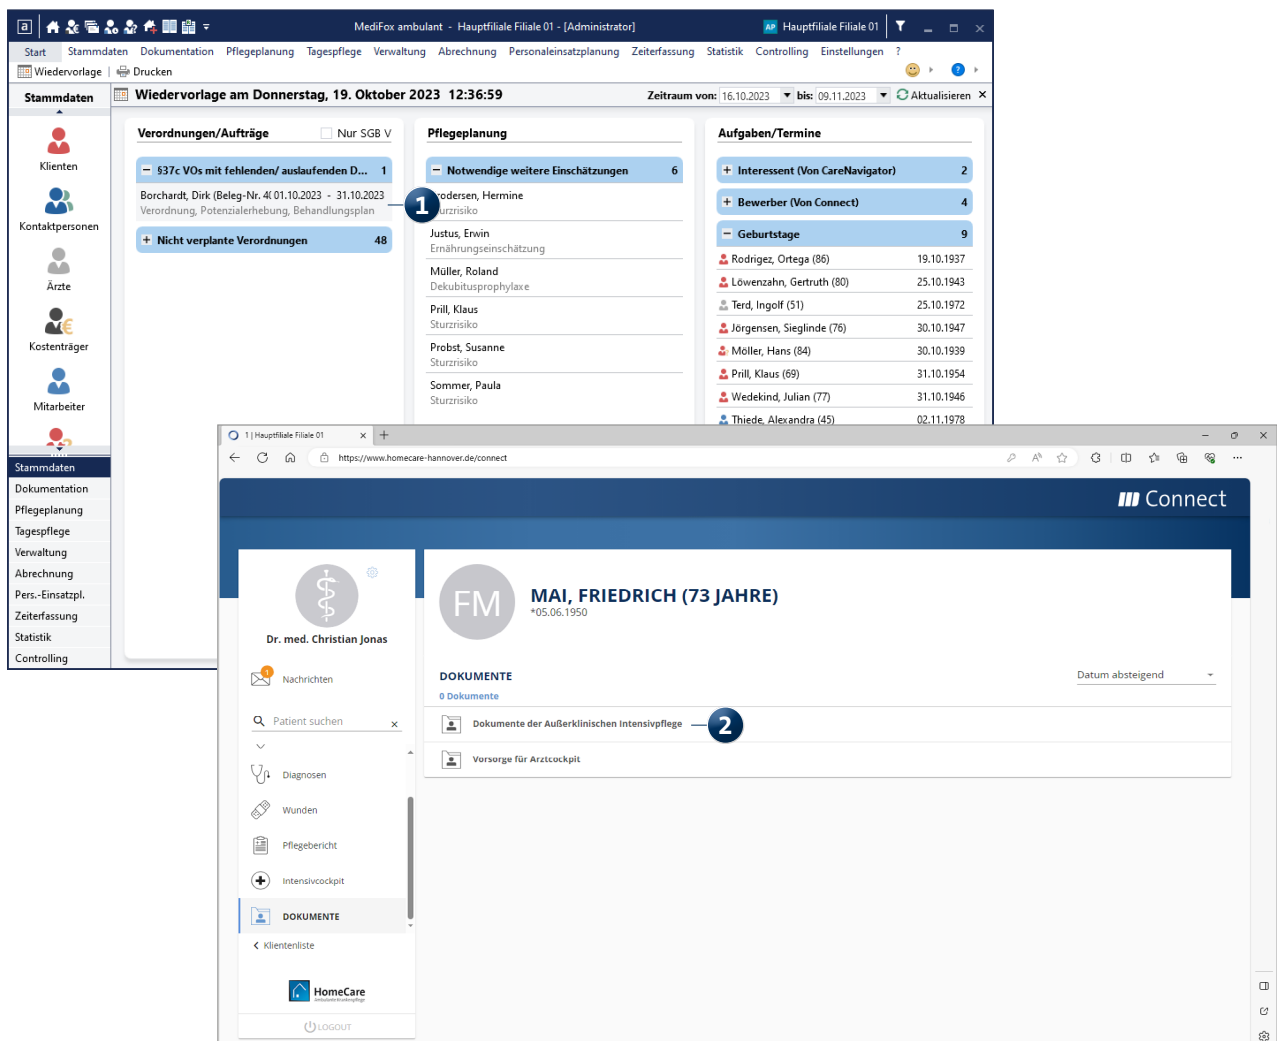 a
MediFox ambulant - Hauptfiliale Filiale 01 - [Administrator]
AP Hauptfiliale Filiale 01
Start Stammdaten Dokumentation Pflegeplanung Tagespflege Verwaltung Abrechnung Personaleinsatzplanung Zeiterfassung Statistik Controlling Einstellungen ?
Wiedervorlage Drucken
Stammdaten
Wiedervorlage am Donnerstag, 19. Oktober 2023 12:36:59
Zeitraum von: 16.10.2023 bis: 09.11.2023 Aktualisieren
Klienten
Kontaktpersonen
Ärzte
Kostenträger
Mitarbeiter
Stammdaten
Dokumentation
Pflegeplanung
Tagespflege
Verwaltung
Abrechnung
Pers.-Einsatzpl.
Zeiterfassung
Statistik
Controlling
Verordnungen/Aufträge Nur SGB V
§37c VOs mit fehlenden/ auslaufenden D... 1
Borchardt, Dirk (Beleg-Nr. 4( 01.10.2023 - 31.10.2023
Verordnung, Potenzialerhebung, Behandlungsplan
1
Nicht verplante Verordnungen 48
Pflegeplanung
Notwendige weitere Einschätzungen 6
rodersen, Hermine
turzrisiko
Justus, Erwin
Ernährungseinschätzung
Müller, Roland
Dekubitusprophylaxe
Prill, Klaus
Sturzrisiko
Probst, Susanne
Sturzrisiko
Sommer, Paula
Sturzrisiko
Aufgaben/Termine
Interessent (Von CareNavigator) 2
Bewerber (Von Connect) 4
Geburtstage 9
Rodrigez, Ortega (86) 19.10.1937
Löwenzahn, Gertruth (80) 25.10.1943
Terd, Ingolf (51) 25.10.1972
Jörgensen, Sieglinde (76) 30.10.1947
Möller, Hans (84) 30.10.1939
Prill, Klaus (69) 31.10.1954
Wedekind, Julian (77) 31.10.1946
Thiede, Alexandra (45) 02.11.1978
1 | Hauptfiliale Filiale 01
https://www.homecare-hannover.de/connect
Connect
Dr. med. Christian Jonas
1
Nachrichten
Patient suchen
Diagnosen
Wunden
Pflegebericht
Intensivcockpit
DOKUMENTE
Klientenliste
HomeCare
Ambulante Krankenpflege
LOGOUT
FM
MAI, FRIEDRICH (73 JAHRE)
*05.06.1950
DOKUMENTE
Datum absteigend
0 Dokumente
Dokumente der Außerklinischen Intensivpflege
2
Vorsorge für Arztcockpit